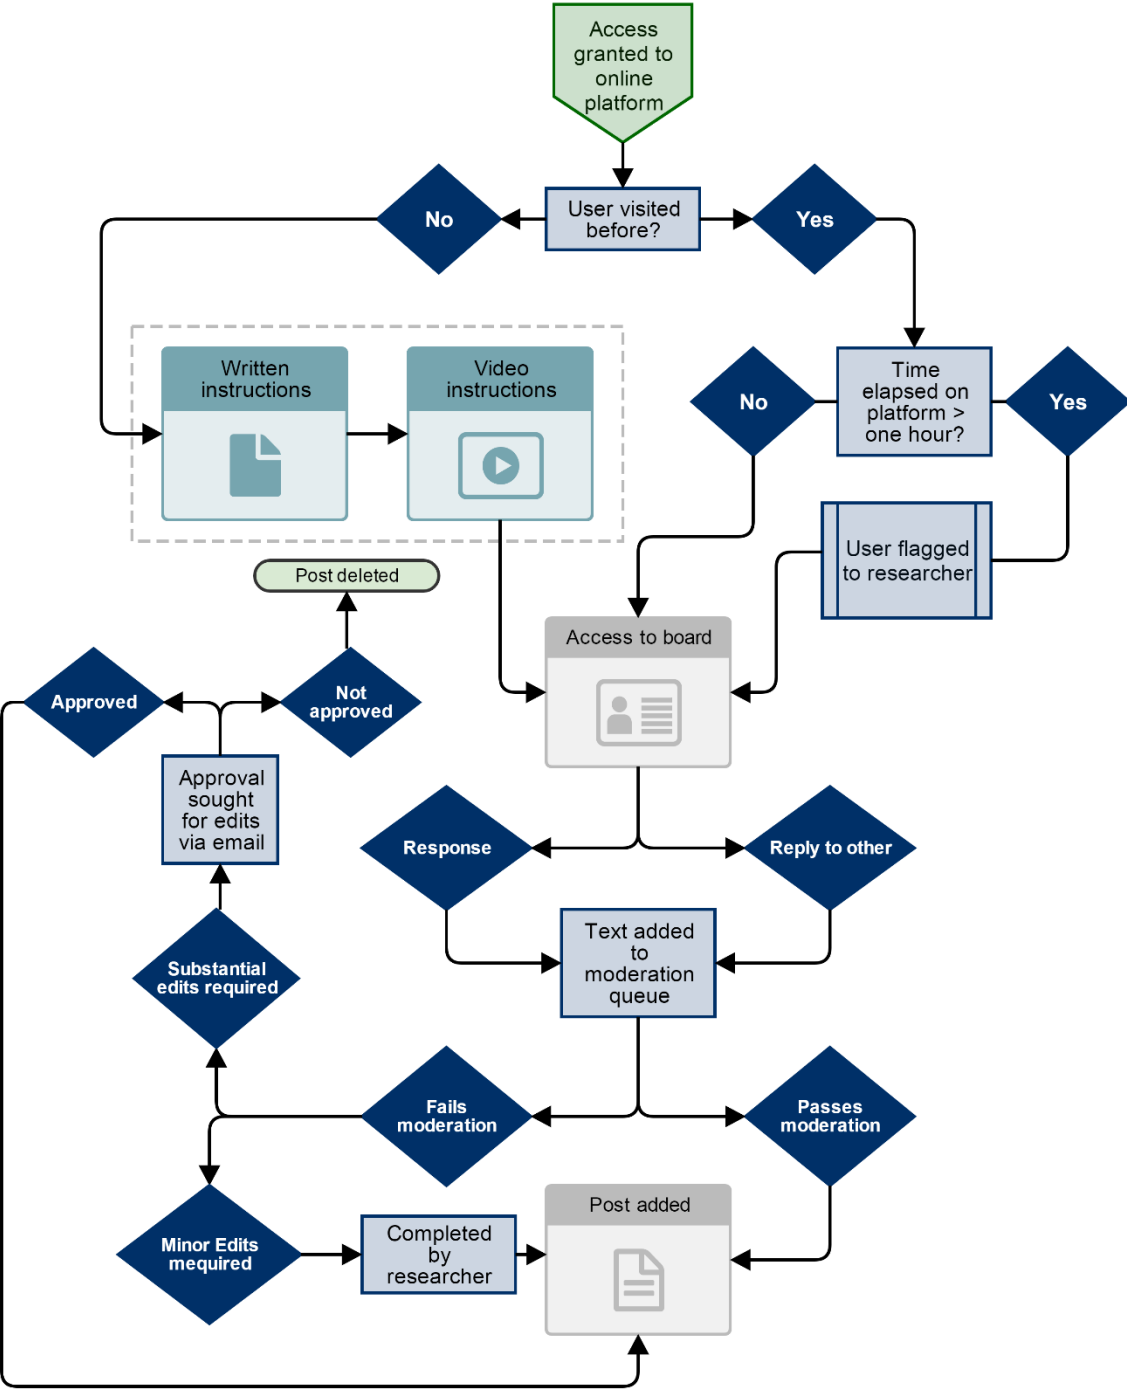 Access
granted to
online
platform
No
User visited
before?
Yes
Written
instructions
Video
instructions
No
Time
elapsed on
platform >
one hour?
Yes
User flagged
to researcher
Post deleted
Access to board
Approved
Not
approved
Approval
sought
for edits
via email
Response
Reply to other
Text added
to
moderation
queue
Substantial
edits required
Fails
moderation
Passes
moderation
Minor Edits
mequired
Completed
by
researcher
Post added